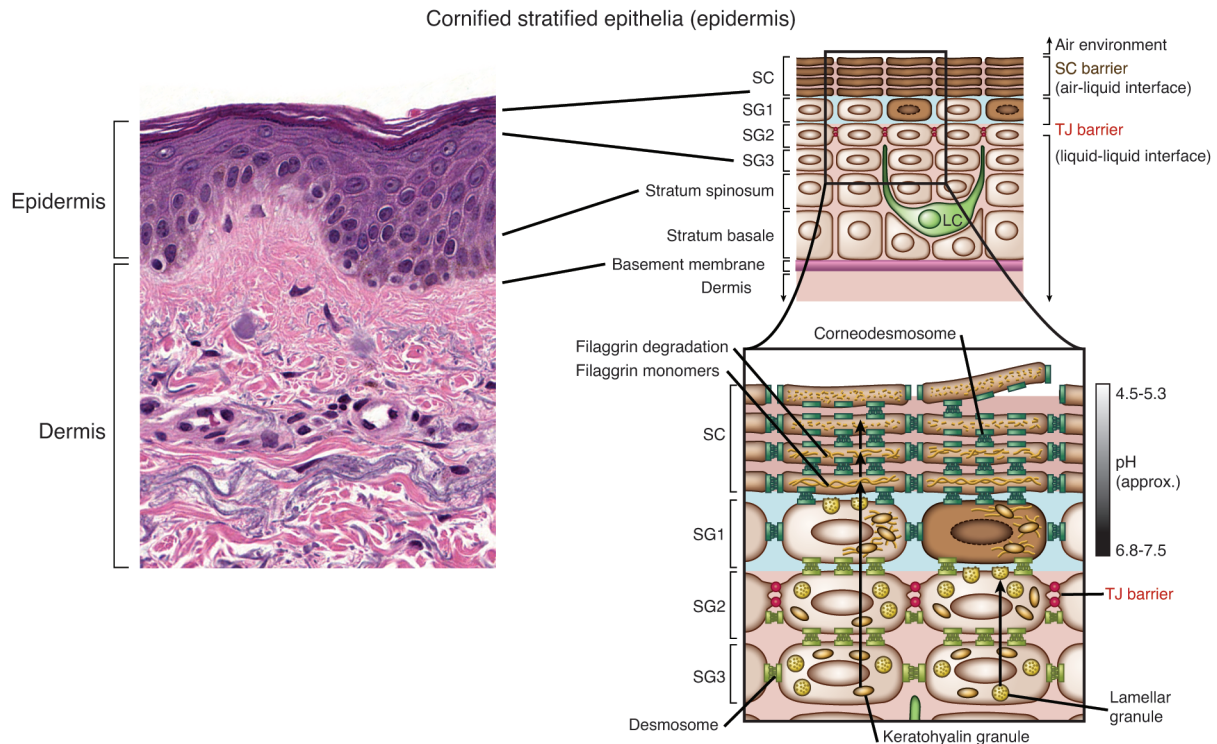 Cornified stratified epithelia (epidermis)
Epidermis
Dermis
SC
SG1
SG2
SG3
Stratum spinosum
Stratum basale
Basement membrane
Dermis
LC
Air environment
SC barrier
(air-liquid interface)
TJ barrier
(liquid-liquid interface)
Corneodesmosome
Filaggrin degradation
Filaggrin monomers
SC
SG1
SG2
SG3
4.5-5.3
pH
(approx.)
6.8-7.5
TJ barrier
Lamellar
granule
Desmosome
Keratohyalin granule